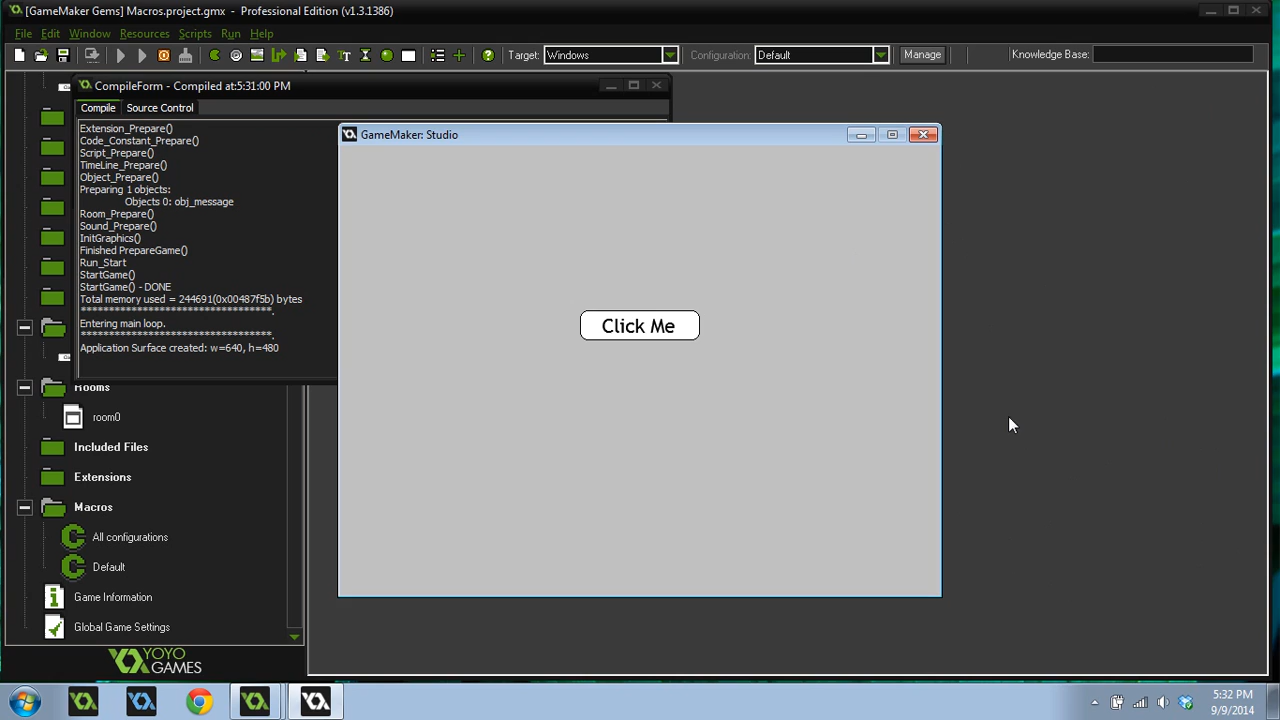 [GameMaker Gems] Macros.project.gmx - Professional Edition (v1.3.1386)
File Edit Window Resources Scripts Run Help
Target: Windows Configuration: Default Manage Knowledge Base:
CompileForm - Compiled at:5:31:00 PM
Compile Source Control
Extension_Prepare()
Code_Constant_Prepare()
Script_Prepare()
TimeLine_Prepare()
Object_Prepare()
Preparing 1 objects:
Objects 0: obj_message
Room_Prepare()
Sound_Prepare()
InitGraphics()
Finished PrepareGame()
Run_Start
StartGame()
StartGame() - DONE
Total memory used = 244691(0x00487f5b) bytes
**********************************.
Entering main loop.
**********************************.
Application Surface created: w=640, h=480
GameMaker: Studio
Click Me
Rooms
room0
Included Files
Extensions
Macros
All configurations
Default
Game Information
Global Game Settings
YOYO
GAMES
5:32 PM
9/9/2014